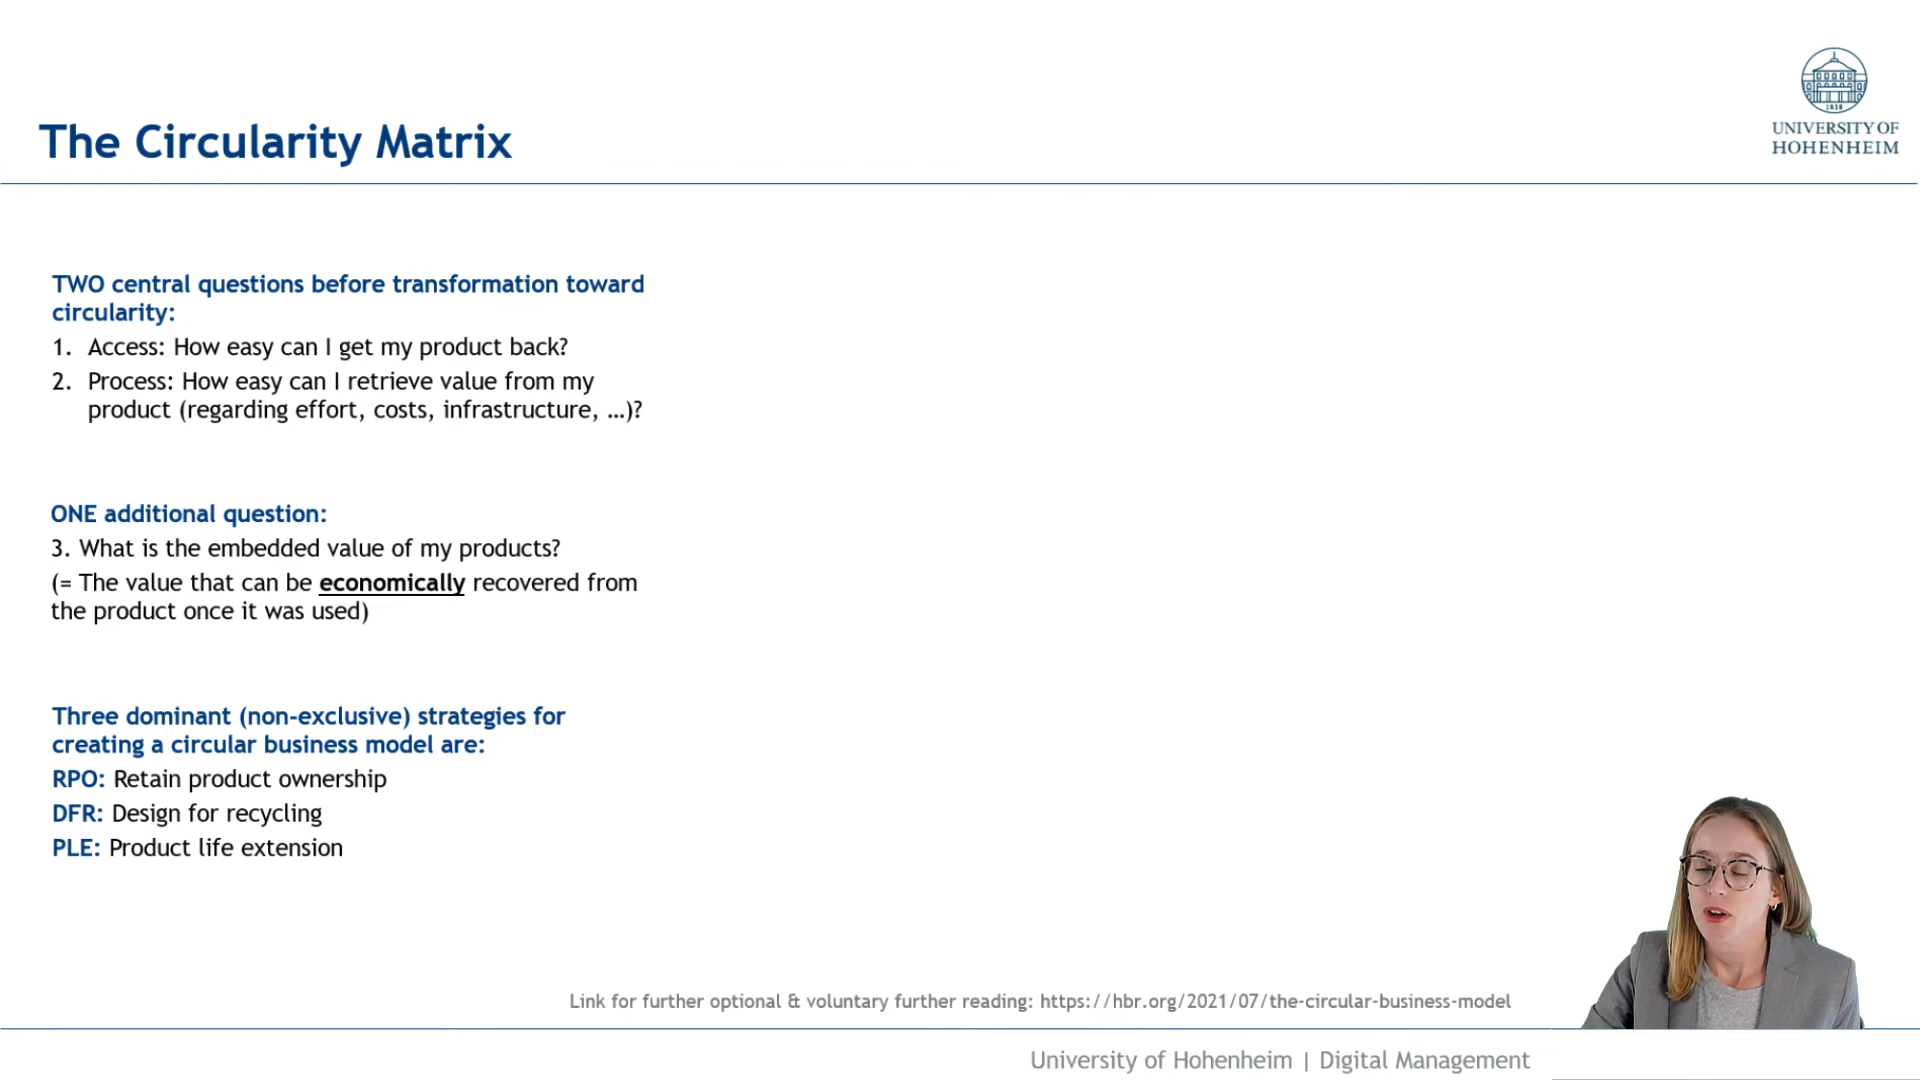 The Circularity Matrix
1818
UNIVERSITY OF
HOHENHEIM
TWO central questions before transformation toward
circularity:
1. Access: How easy can I get my product back?
2. Process: How easy can I retrieve value from my
product (regarding effort, costs, infrastructure, …)?
ONE additional question:
3. What is the embedded value of my products?
(= The value that can be economically recovered from
the product once it was used)
Three dominant (non-exclusive) strategies for
creating a circular business model are:
RPO: Retain product ownership
DFR: Design for recycling
PLE: Product life extension
Link for further optional & voluntary further reading: https://hbr.org/2021/07/the-circular-business-model
University of Hohenheim | Digital Management